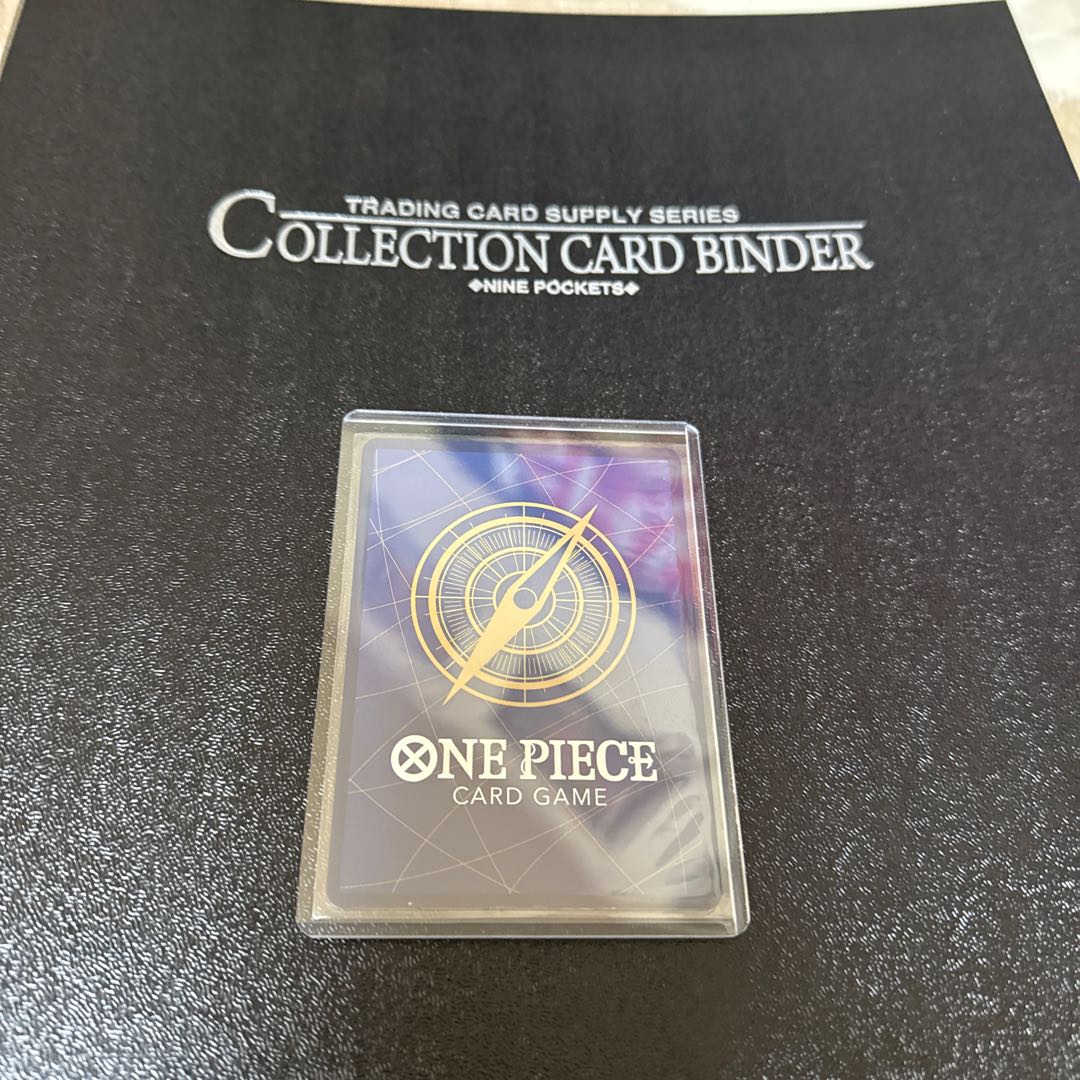 TRADING CARD SUPPLY SERIES
COLLECTION CARD BINDER
◆NINE POCKETS◆
ONE PIECE
CARD GAME